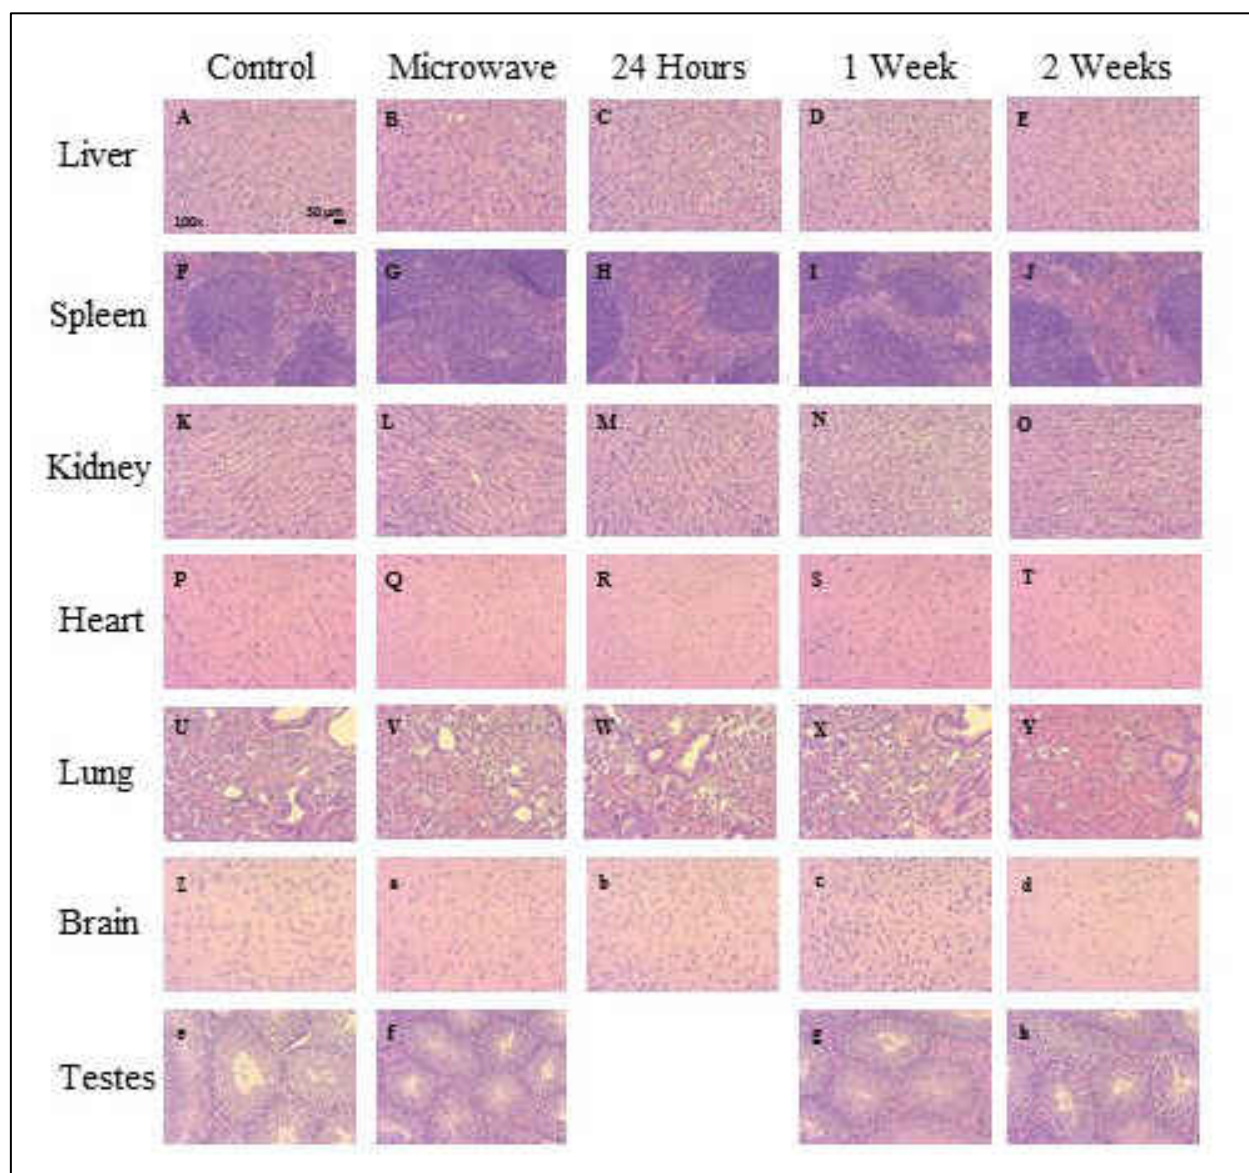 Control Microwave 24 Hours 1 Week 2 Weeks
Liver A B C D E
100x 50 µm
Spleen F G H I J
Kidney K L M N O
Heart P Q R S T
Lung U V W X Y
Brain Z a b c d
Testes e f g h